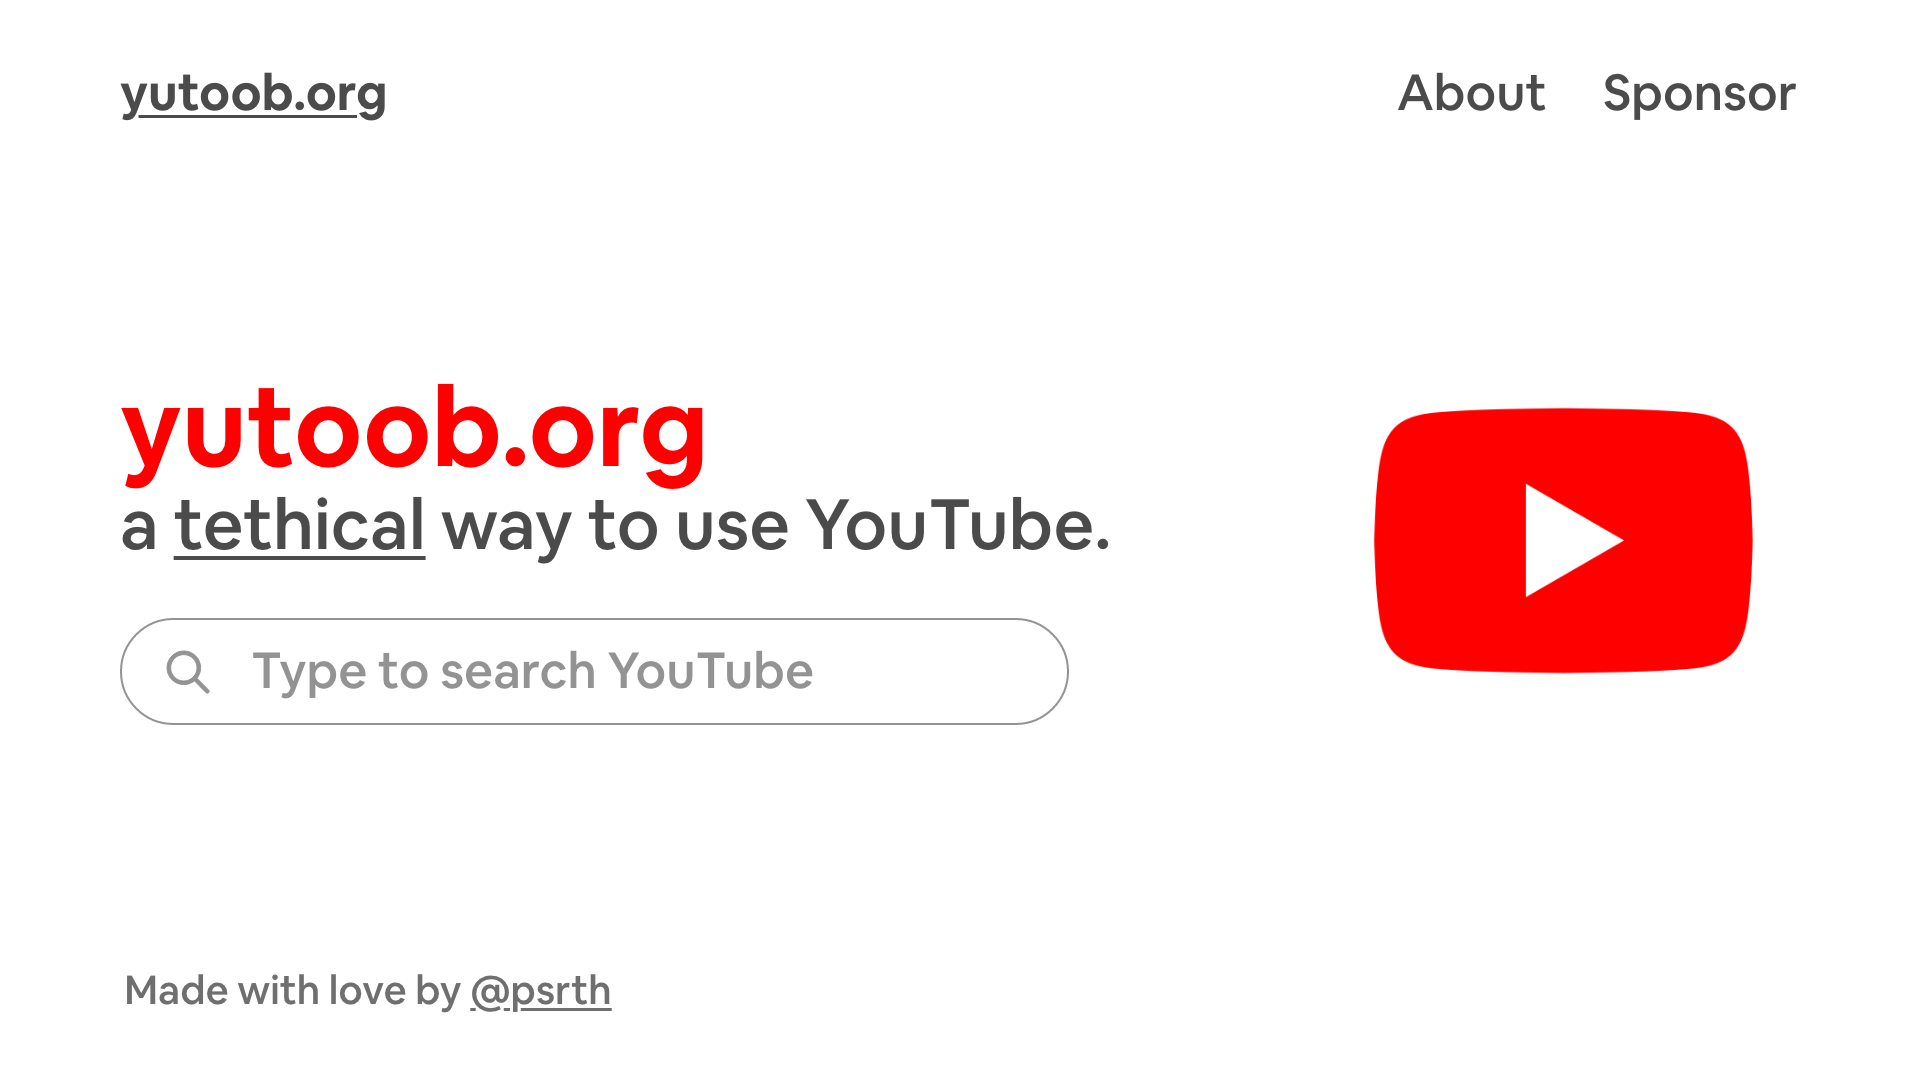 yutoob.org
About
Sponsor
yutoob.org
a tethical way to use YouTube.
Type to search YouTube
Made with love by @psrth